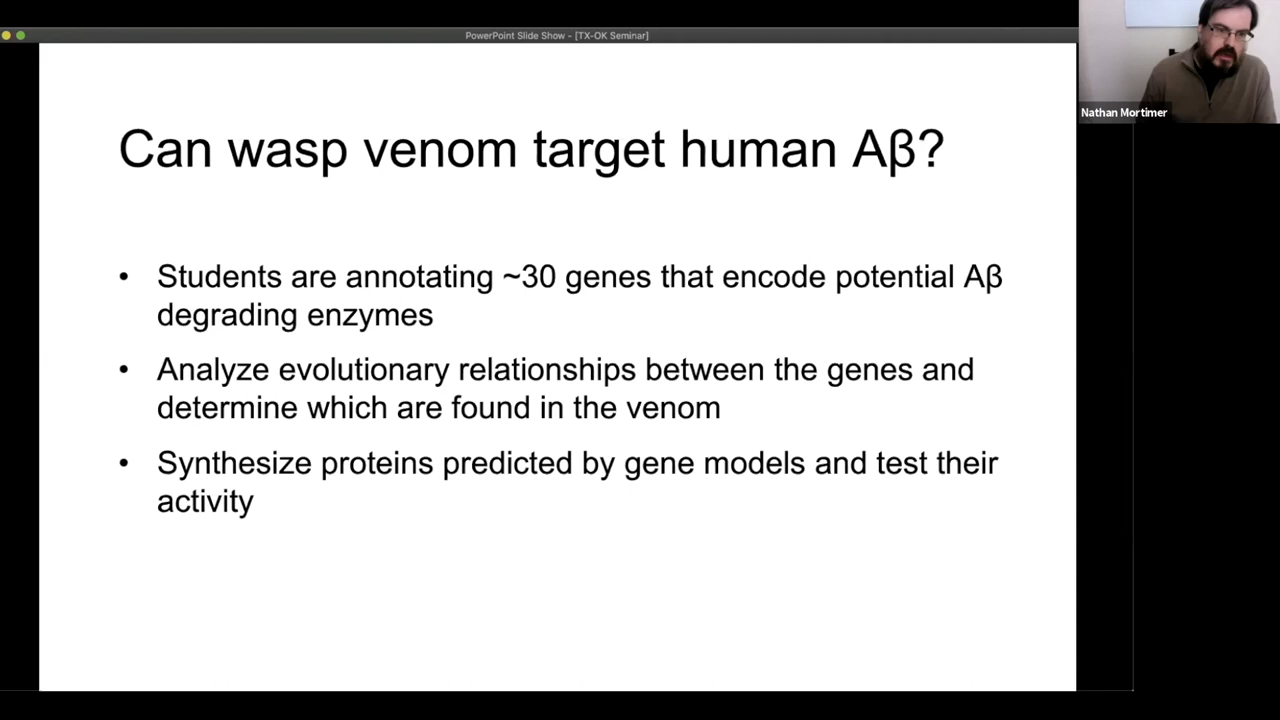 PowerPoint Slide Show - [TX-OK Seminar]
Nathan Mortimer
Can wasp venom target human Aβ?
• Students are annotating ~30 genes that encode potential Aβ
degrading enzymes
• Analyze evolutionary relationships between the genes and
determine which are found in the venom
• Synthesize proteins predicted by gene models and test their
activity